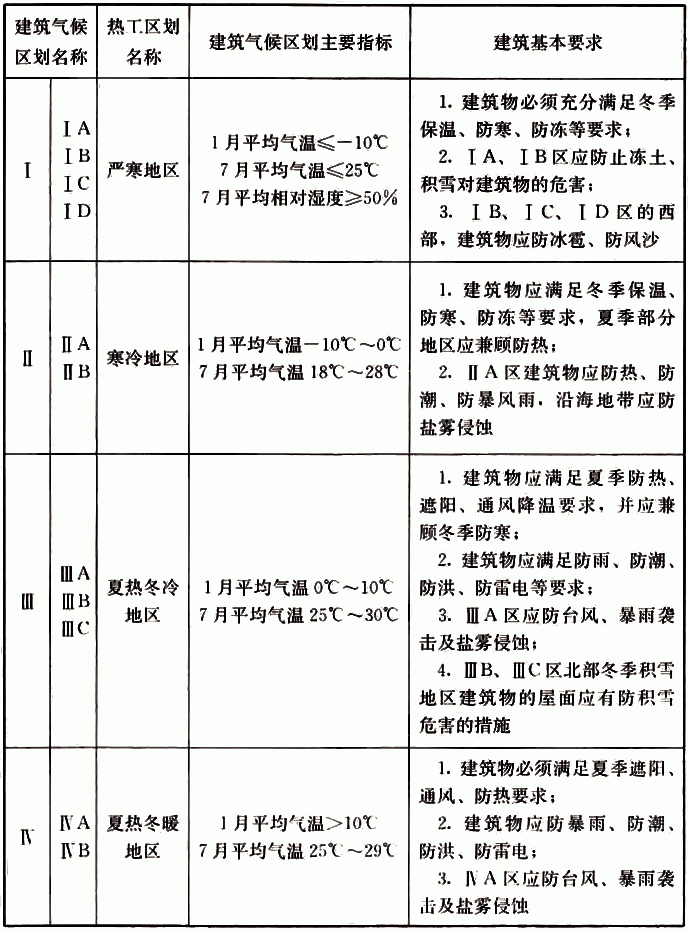 建筑气候
区划名称
热工区划
名称
建筑气候区划主要指标
建筑基本要求
Ⅰ
ⅠA
ⅠB
ⅠC
ⅠD
严寒地区
1月平均气温≤－10℃
7月平均气温≤25℃
7月平均相对湿度≥50％
1. 建筑物必须充分满足冬季
保温、防寒、防冻等要求；
2. ⅠA、ⅠB区应防止冻土、
积雪对建筑物的危害；
3. ⅠB、ⅠC、ⅠD区的西
部，建筑物应防冰雹、防风沙
Ⅱ
ⅡA
ⅡB
寒冷地区
1月平均气温－10℃～0℃
7月平均气温18℃～28℃
1. 建筑物应满足冬季保温、
防寒、防冻等要求，夏季部分
地区应兼顾防热；
2. ⅡA区建筑物应防热、防
潮、防暴风雨，沿海地带应防
盐雾侵蚀
Ⅲ
ⅢA
ⅢB
ⅢC
夏热冬冷
地区
1月平均气温0℃～10℃
7月平均气温25℃～30℃
1. 建筑物应满足夏季防热、
遮阳、通风降温要求，并应兼
顾冬季防寒；
2. 建筑物应满足防雨、防潮、
防洪、防雷电等要求；
3. ⅢA区应防台风、暴雨袭
击及盐雾侵蚀；
4. ⅢB、ⅢC区北部冬季积雪
地区建筑物的屋面应有防积雪
危害的措施
Ⅳ
ⅣA
ⅣB
夏热冬暖
地区
1月平均气温＞10℃
7月平均气温25℃～29℃
1. 建筑物必须满足夏季遮阳、
通风、防热要求；
2. 建筑物应防暴雨、防潮、
防洪、防雷电；
3. ⅣA区应防台风、暴雨袭
击及盐雾侵蚀